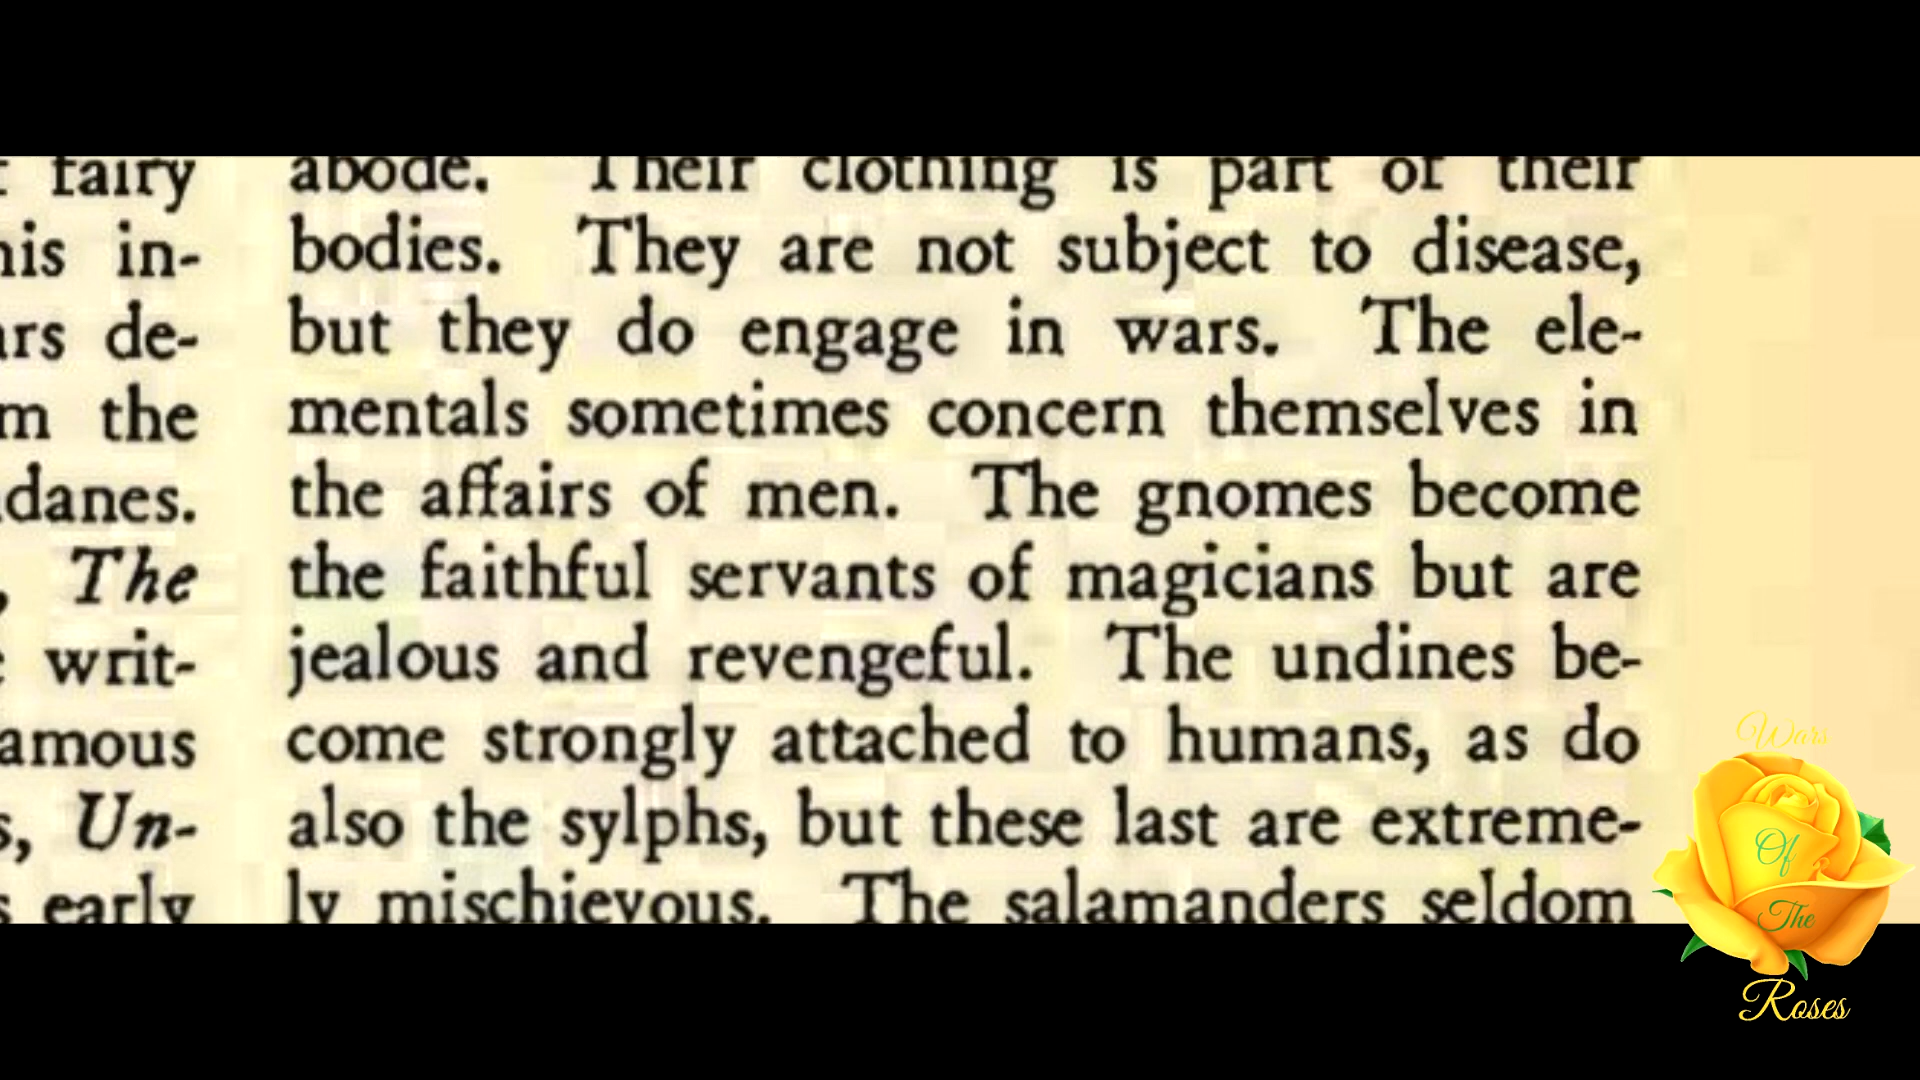 fairy
his in-
ars de-
m the
danes.
, The
writ-
amous
s, Un-
s early
abode. Their clothing is part of their
bodies. They are not subject to disease,
but they do engage in wars. The ele-
mentals sometimes concern themselves in
the affairs of men. The gnomes become
the faithful servants of magicians but are
jealous and revengeful. The undines be-
come strongly attached to humans, as do
also the sylphs, but these last are extreme-
ly mischievous. The salamanders seldom
Wars
Of
The
Roses